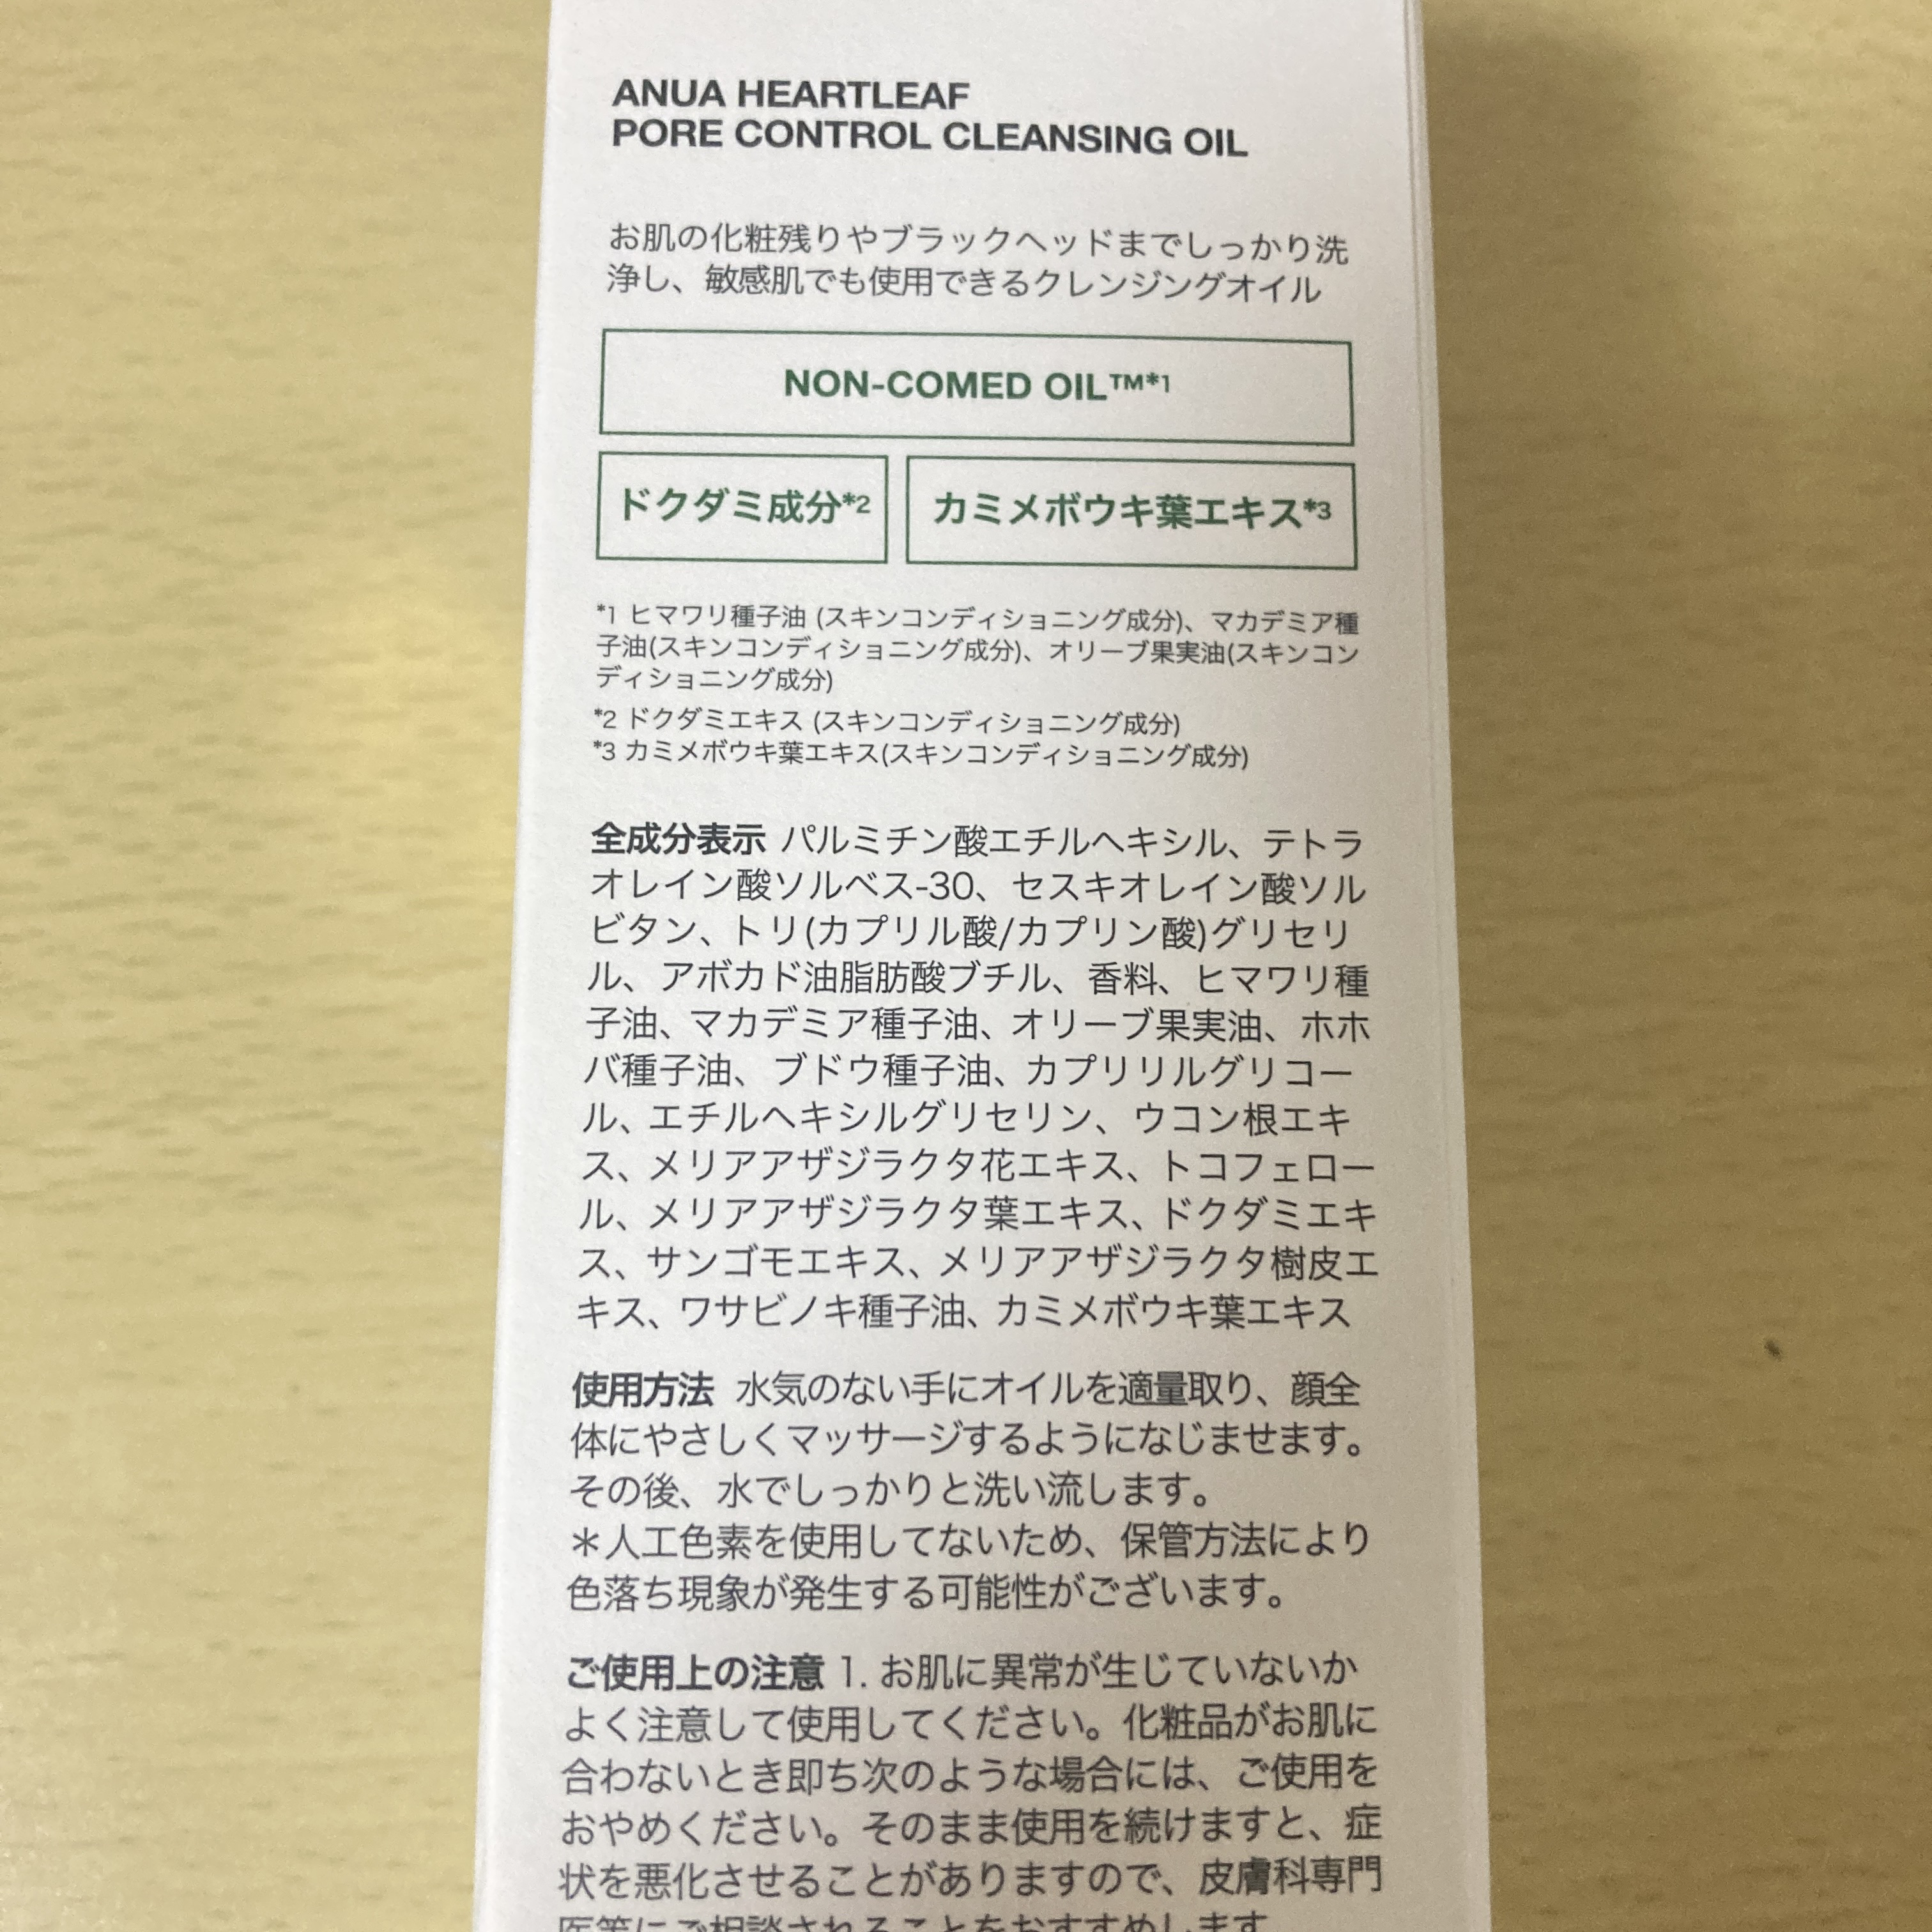 ANUA HEARTLEAF
PORE CONTROL CLEANSING OIL
お肌の化粧残りやブラックヘッドまでしっかり洗
浄し、敏感肌でも使用できるクレンジングオイル
NON-COMED OIL™*1
ドクダミ成分*2
カミメボウキ葉エキス*3
*1 ヒマワリ種子油 (スキンコンディショニング成分)、マカデミア種
子油(スキンコンディショニング成分)、オリーブ果実油(スキンコン
ディショニング成分)
*2 ドクダミエキス (スキンコンディショニング成分)
*3 カミメボウキ葉エキス(スキンコンディショニング成分)
全成分表示 パルミチン酸エチルヘキシル、テトラ
オレイン酸ソルベス-30、セスキオレイン酸ソル
ビタン、トリ(カプリル酸/カプリン酸)グリセリ
ル、アボカド油脂肪酸ブチル、香料、ヒマワリ種
子油、マカデミア種子油、オリーブ果実油、ホホ
バ種子油、ブドウ種子油、カプリリルグリコー
ル、エチルヘキシルグリセリン、ウコン根エキ
ス、メリアアザジラクタ花エキス、トコフェロー
ル、メリアアザジラクタ葉エキス、ドクダミエキ
ス、サンゴモエキス、メリアアザジラクタ樹皮エ
キス、ワサビノキ種子油、カミメボウキ葉エキス
使用方法 水気のない手にオイルを適量取り、顔全
体にやさしくマッサージするようになじませます。
その後、水でしっかりと洗い流します。
＊人工色素を使用してないため、保管方法により
色落ち現象が発生する可能性がございます。
ご使用上の注意 1. お肌に異常が生じていないか
よく注意して使用してください。化粧品がお肌に
合わないとき即ち次のような場合には、ご使用を
おやめください。そのまま使用を続けますと、症
状を悪化させることがありますので、皮膚科専門
医等にご相談されることをおすすめします